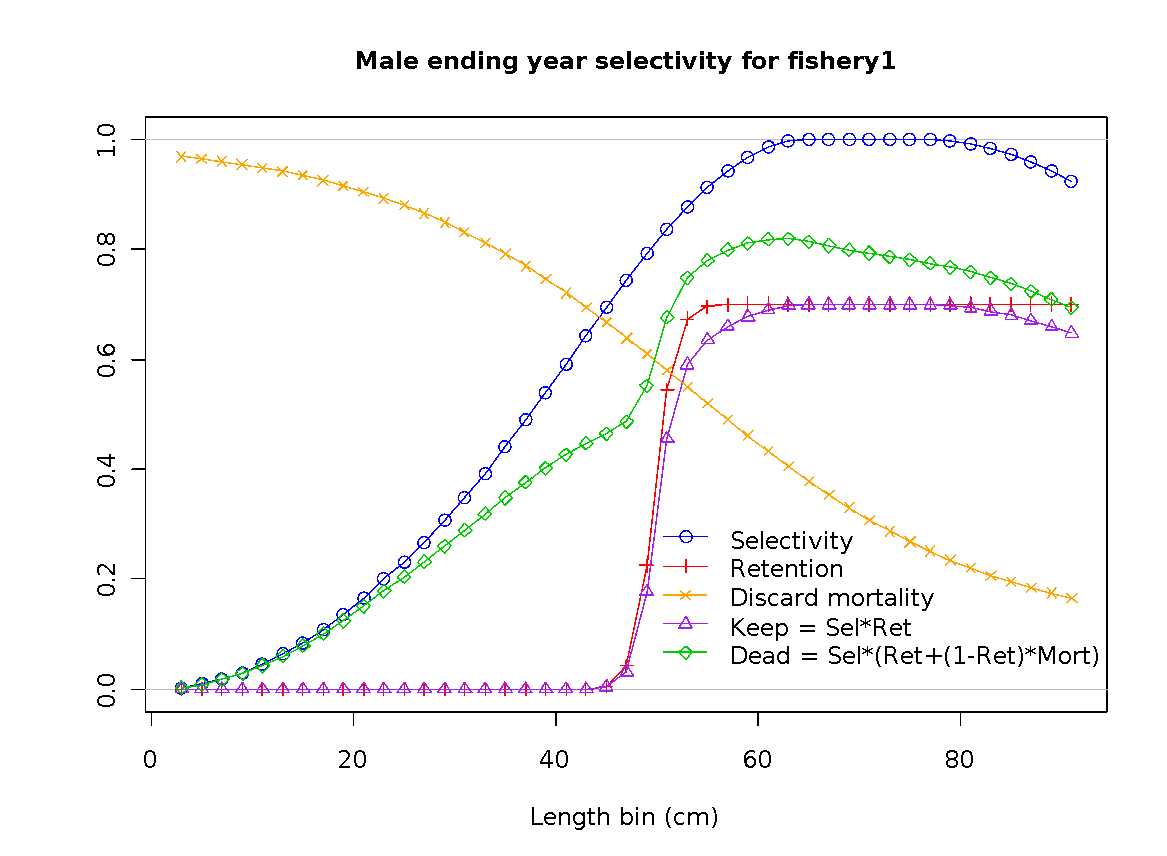 Male ending year selectivity for fishery1
1.0
0.8
0.6
0.4
0.2
0.0
Selectivity
Retention
Discard mortality
Keep = Sel*Ret
Dead = Sel*(Ret+(1-Ret)*Mort)
0 20 40 60 80
Length bin (cm)